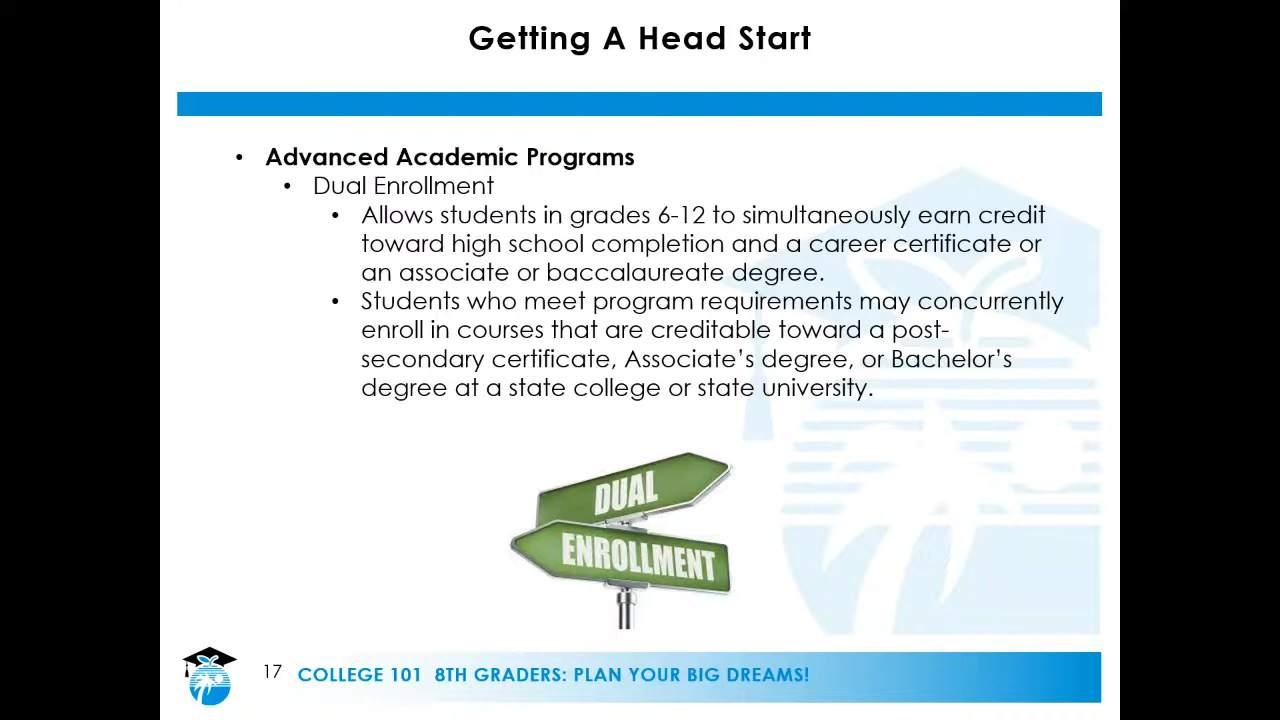 Getting A Head Start
• Advanced Academic Programs
• Dual Enrollment
• Allows students in grades 6-12 to simultaneously earn credit
toward high school completion and a career certificate or
an associate or baccalaureate degree.
• Students who meet program requirements may concurrently
enroll in courses that are creditable toward a post-
secondary certificate, Associate’s degree, or Bachelor’s
degree at a state college or state university.
DUAL
ENROLLMENT
17 COLLEGE 101 8TH GRADERS: PLAN YOUR BIG DREAMS!